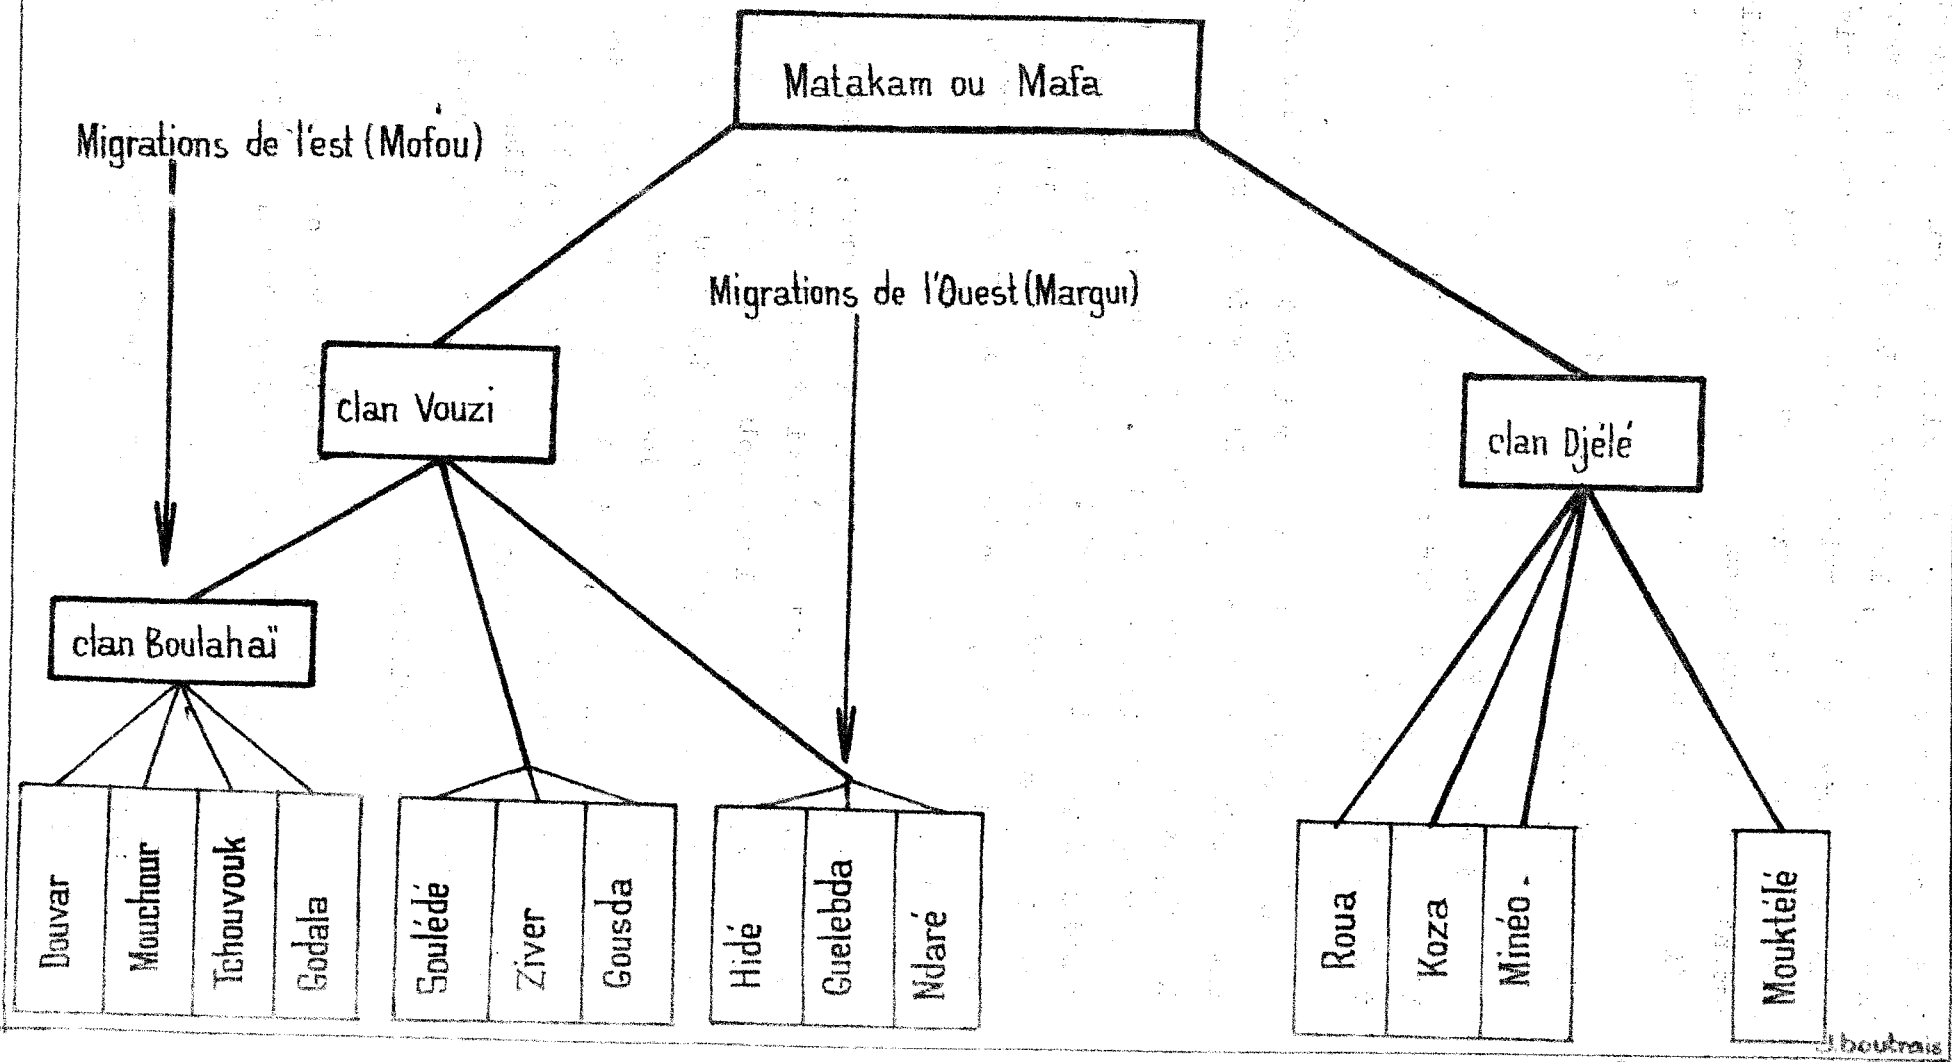 Matakam ou Mafa
Migrations de l'est (Mofou)
Migrations de l'Ouest (Margui)
clan Vouzi
clan Djélé
clan Boulahaï
Douvar
Mouchour
Tchouvouk
Godala
Soulédé
Ziver
Gousda
Hidé
Guelebda
Ndaré
Roua
Koza
Minéo
Mouktélé
J boutrais